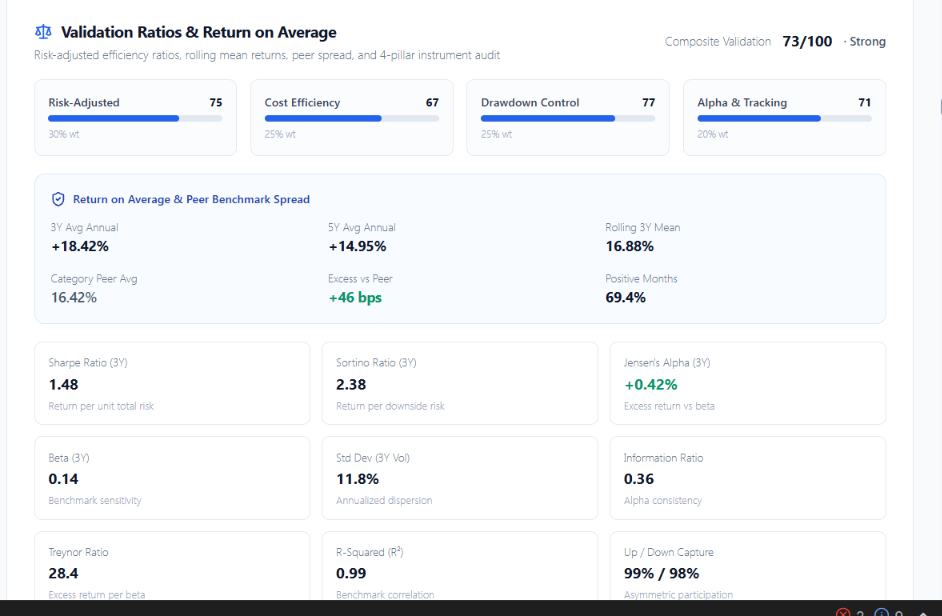 Validation Ratios & Return on Average
Composite Validation 73/100 · Strong
Risk-adjusted efficiency ratios, rolling mean returns, peer spread, and 4-pillar instrument audit
Risk-Adjusted 75
30% wt
Cost Efficiency 67
25% wt
Drawdown Control 77
25% wt
Alpha & Tracking 71
20% wt
Return on Average & Peer Benchmark Spread
3Y Avg Annual
+18.42%
5Y Avg Annual
+14.95%
Rolling 3Y Mean
16.88%
Category Peer Avg
16.42%
Excess vs Peer
+46 bps
Positive Months
69.4%
Sharpe Ratio (3Y)
1.48
Return per unit total risk
Sortino Ratio (3Y)
2.38
Return per downside risk
Jensen's Alpha (3Y)
+0.42%
Excess return vs beta
Beta (3Y)
0.14
Benchmark sensitivity
Std Dev (3Y Vol)
11.8%
Annualized dispersion
Information Ratio
0.36
Alpha consistency
Treynor Ratio
28.4
Excess return per beta
R-Squared (R²)
0.99
Benchmark correlation
Up / Down Capture
99% / 98%
Asymmetric participation